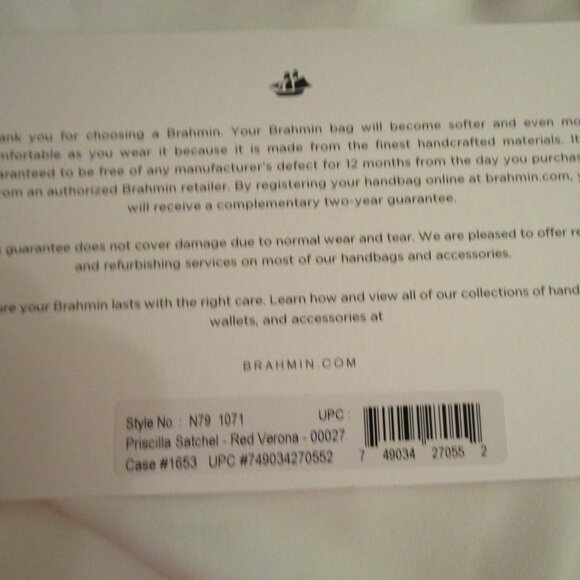 ank you for choosing a Brahmin. Your Brahmin bag will become softer and even mo
mfortable as you wear it because it is made from the finest handcrafted materials. It
aranteed to be free of any manufacturer's defect for 12 months from the day you purchas
rom an authorized Brahmin retailer. By registering your handbag online at brahmin.com, y
will receive a complementary two-year guarantee.
guarantee does not cover damage due to normal wear and tear. We are pleased to offer re
and refurbishing services on most of our handbags and accessories.
ure your Brahmin lasts with the right care. Learn how and view all of our collections of hand
wallets, and accessories at
BRAHMIN.COM
Style No. : N79 1071 UPC :
Priscilla Satchel - Red Verona - 00027
Case #1653 UPC #749034270552 7 49034 27055 2